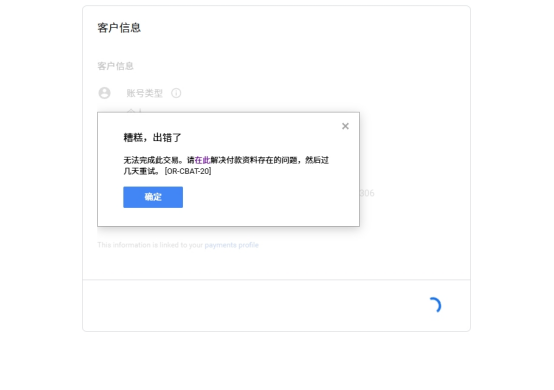 客户信息
客户信息
账号类型
糟糕，出错了
无法完成此交易。请在此解决付款资料存在的问题，然后过
几天重试。 [OR-CBAT-20]
确定
This information is linked to your payments profile